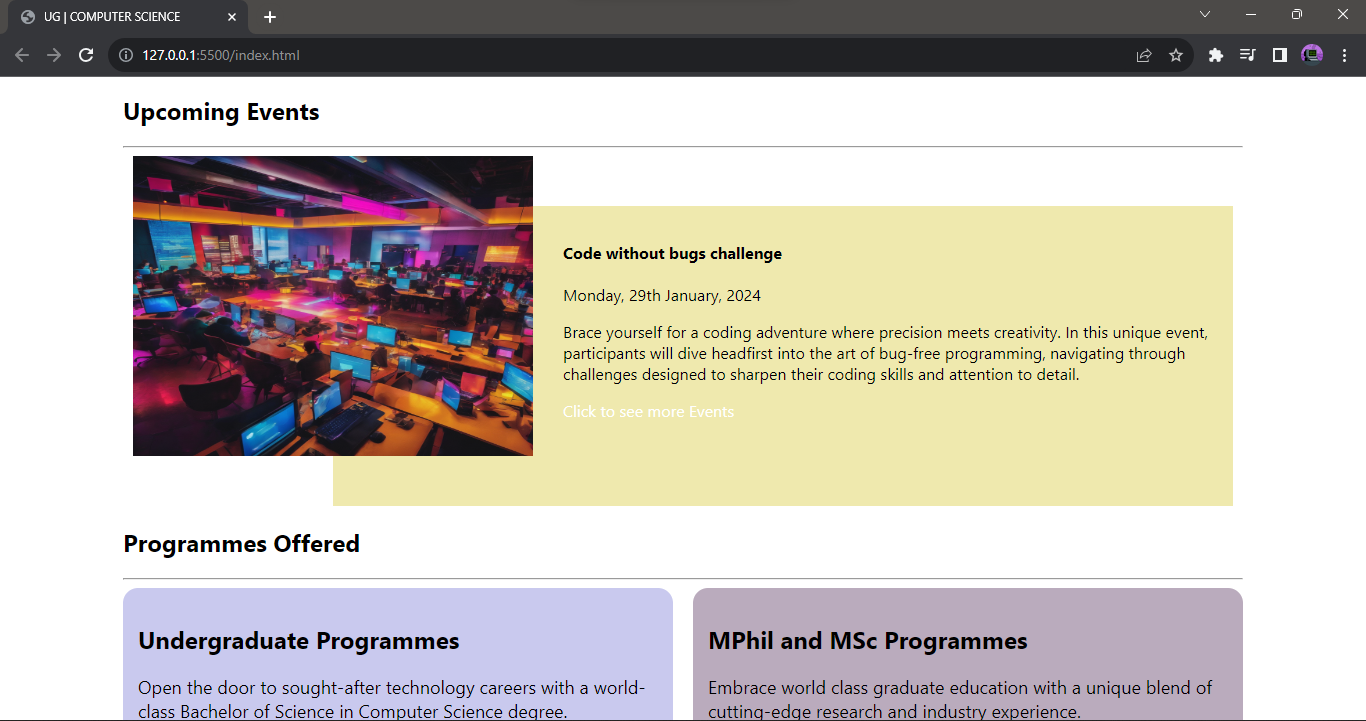 UG | COMPUTER SCIENCE
127.0.0.1:5500/index.html
Upcoming Events
Code without bugs challenge
Monday, 29th January, 2024
Brace yourself for a coding adventure where precision meets creativity. In this unique event,
participants will dive headfirst into the art of bug-free programming, navigating through
challenges designed to sharpen their coding skills and attention to detail.
Click to see more Events
Programmes Offered
Undergraduate Programmes
Open the door to sought-after technology careers with a world-
class Bachelor of Science in Computer Science degree.
MPhil and MSc Programmes
Embrace world class graduate education with a unique blend of
cutting-edge research and industry experience.